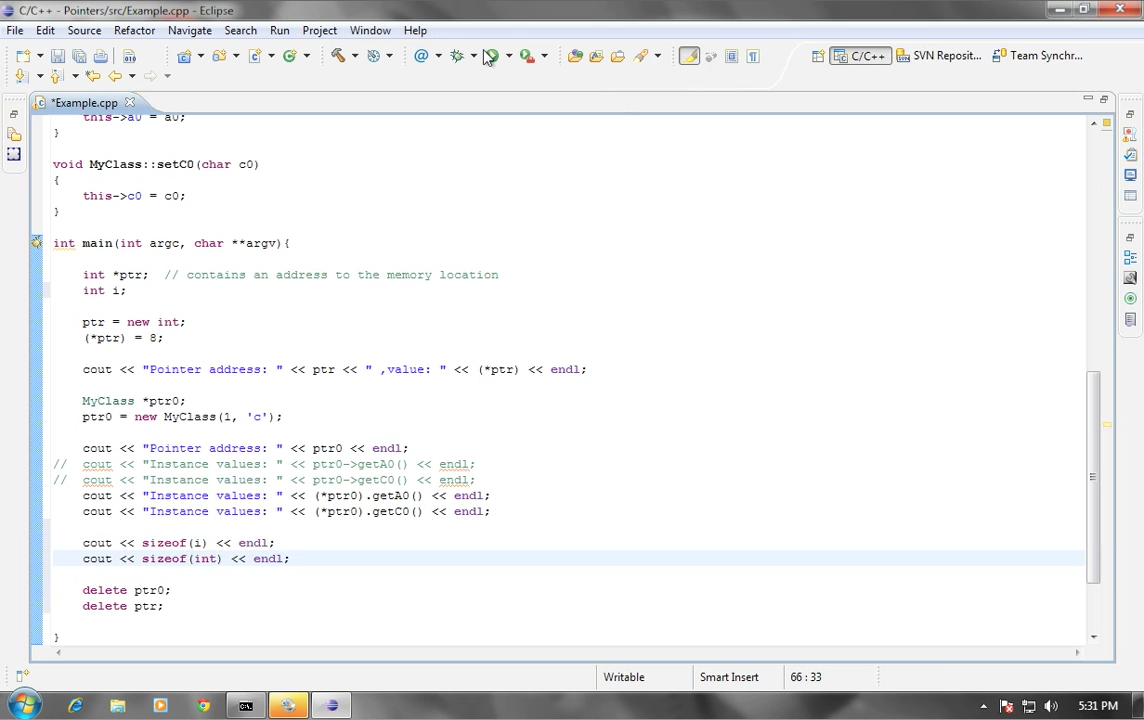 C/C++ - Pointers/src/Example.cpp - Eclipse
File Edit Source Refactor Navigate Search Run Project Window Help
C/C++ SVN Reposit... Team Synchr...
*Example.cpp
this->a0 = a0;
}
void MyClass::setC0(char c0)
{
this->c0 = c0;
}
int main(int argc, char **argv){
int *ptr; // contains an address to the memory location
int i;
ptr = new int;
(*ptr) = 8;
cout << "Pointer address: " << ptr << " ,value: " << (*ptr) << endl;
MyClass *ptr0;
ptr0 = new MyClass(1, 'c');
cout << "Pointer address: " << ptr0 << endl;
// cout << "Instance values: " << ptr0->getA0() << endl;
// cout << "Instance values: " << ptr0->getC0() << endl;
cout << "Instance values: " << (*ptr0).getA0() << endl;
cout << "Instance values: " << (*ptr0).getC0() << endl;
cout << sizeof(i) << endl;
cout << sizeof(int) << endl;
delete ptr0;
delete ptr;
}
Writable Smart Insert 66 : 33
5:31 PM